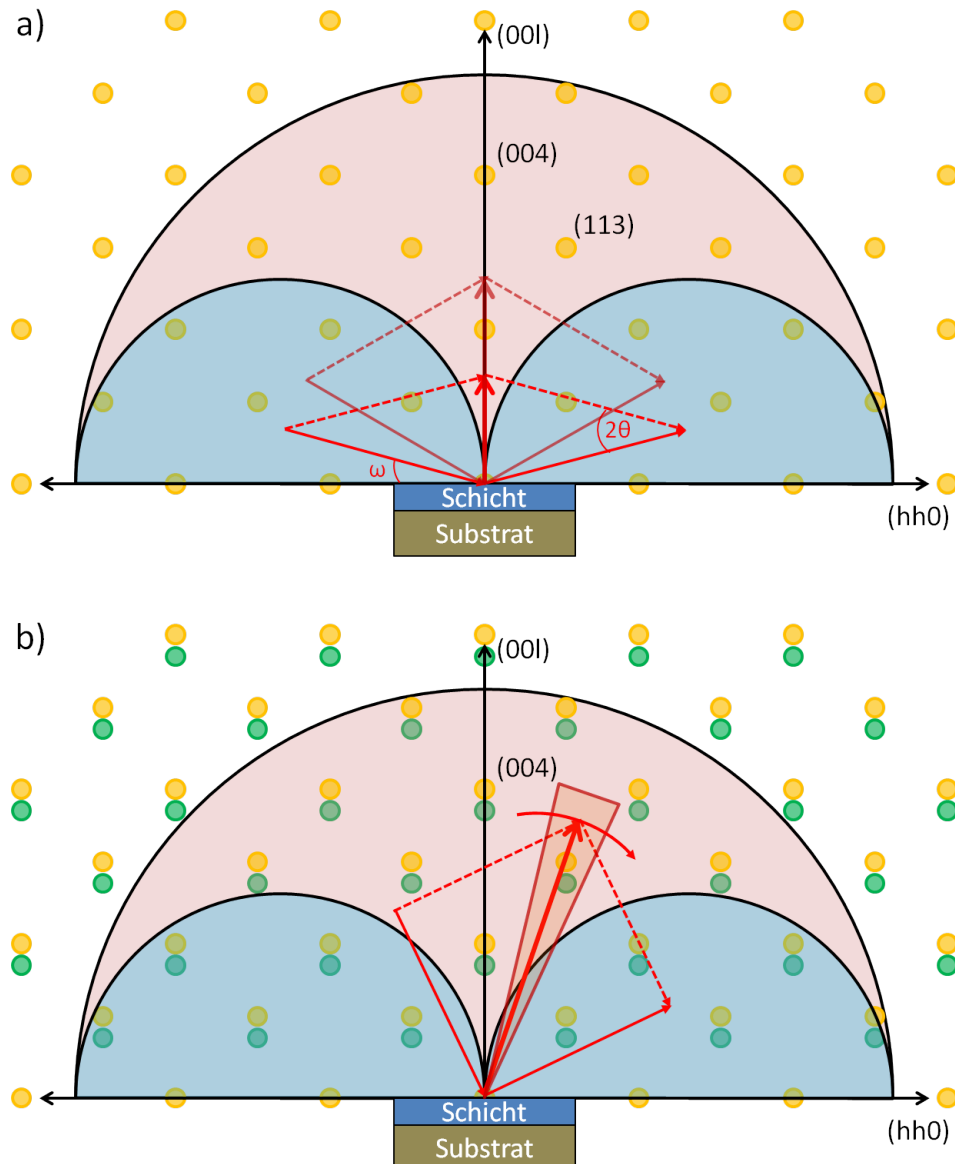 a)
(00l)
(004)
(113)
2θ
ω
Schicht
(hh0)
Substrat
b)
(00l)
(004)
Schicht
(hh0)
Substrat